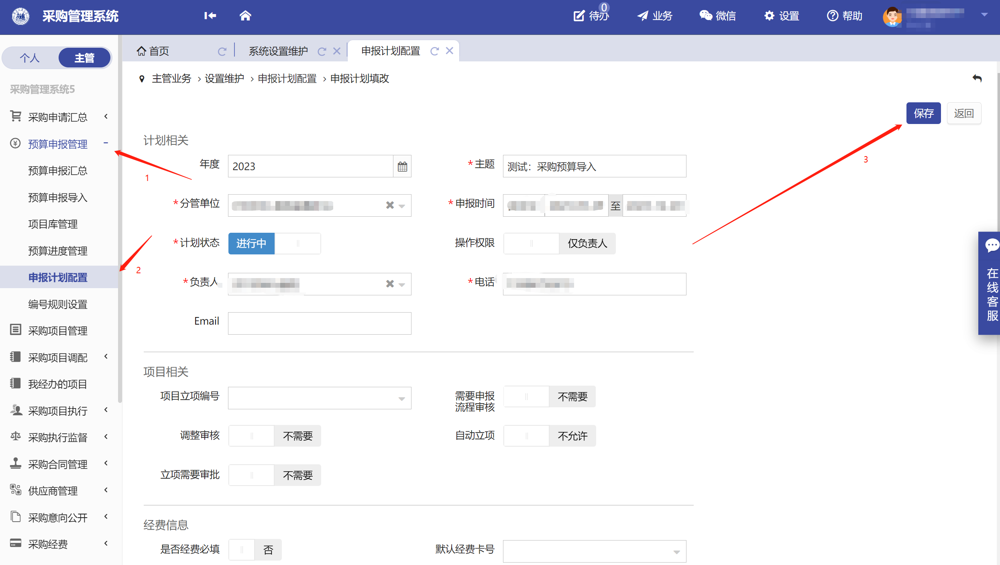 采购管理系统
待办
0
业务
微信
设置
帮助
个人
主管
首页
系统设置维护
申报计划配置
主管业务 > 设置维护 > 申报计划配置 > 申报计划填改
采购管理系统5
采购申请汇总
预算申报管理
预算申报汇总
预算申报导入
项目库管理
预算进度管理
申报计划配置
编号规则设置
采购项目管理
采购项目调配
我经办的项目
采购项目执行
采购执行监督
采购合同管理
供应商管理
采购意向公开
采购经费
1
2
3
保存
返回
计划相关
年度
2023
*主题
测试：采购预算导入
*分管单位
*申报时间
至
*计划状态
进行中
操作权限
仅负责人
*负责人
*电话
Email
项目相关
项目立项编号
需要申报
流程审核
不需要
调整审核
不需要
自动立项
不允许
立项需要审批
不需要
经费信息
是否经费必填
否
默认经费卡号
在线客服